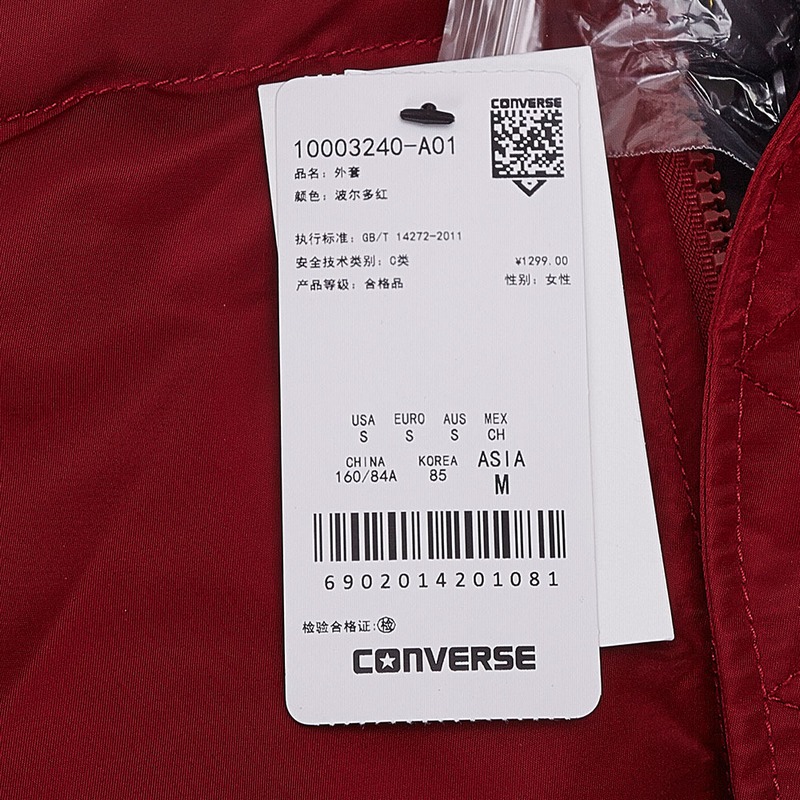 CONVERSE
10003240-A01
品名：外套
颜色：波尔多红
执行标准：GB/T 14272-2011
安全技术类别：C类
¥1299.00
产品等级：合格品
性别：女性
USA EURO AUS MEX
S S S CH
CHINA KOREA ASIA
160/84A 85 M
6902014201081
检验合格证:检
CONVERSE